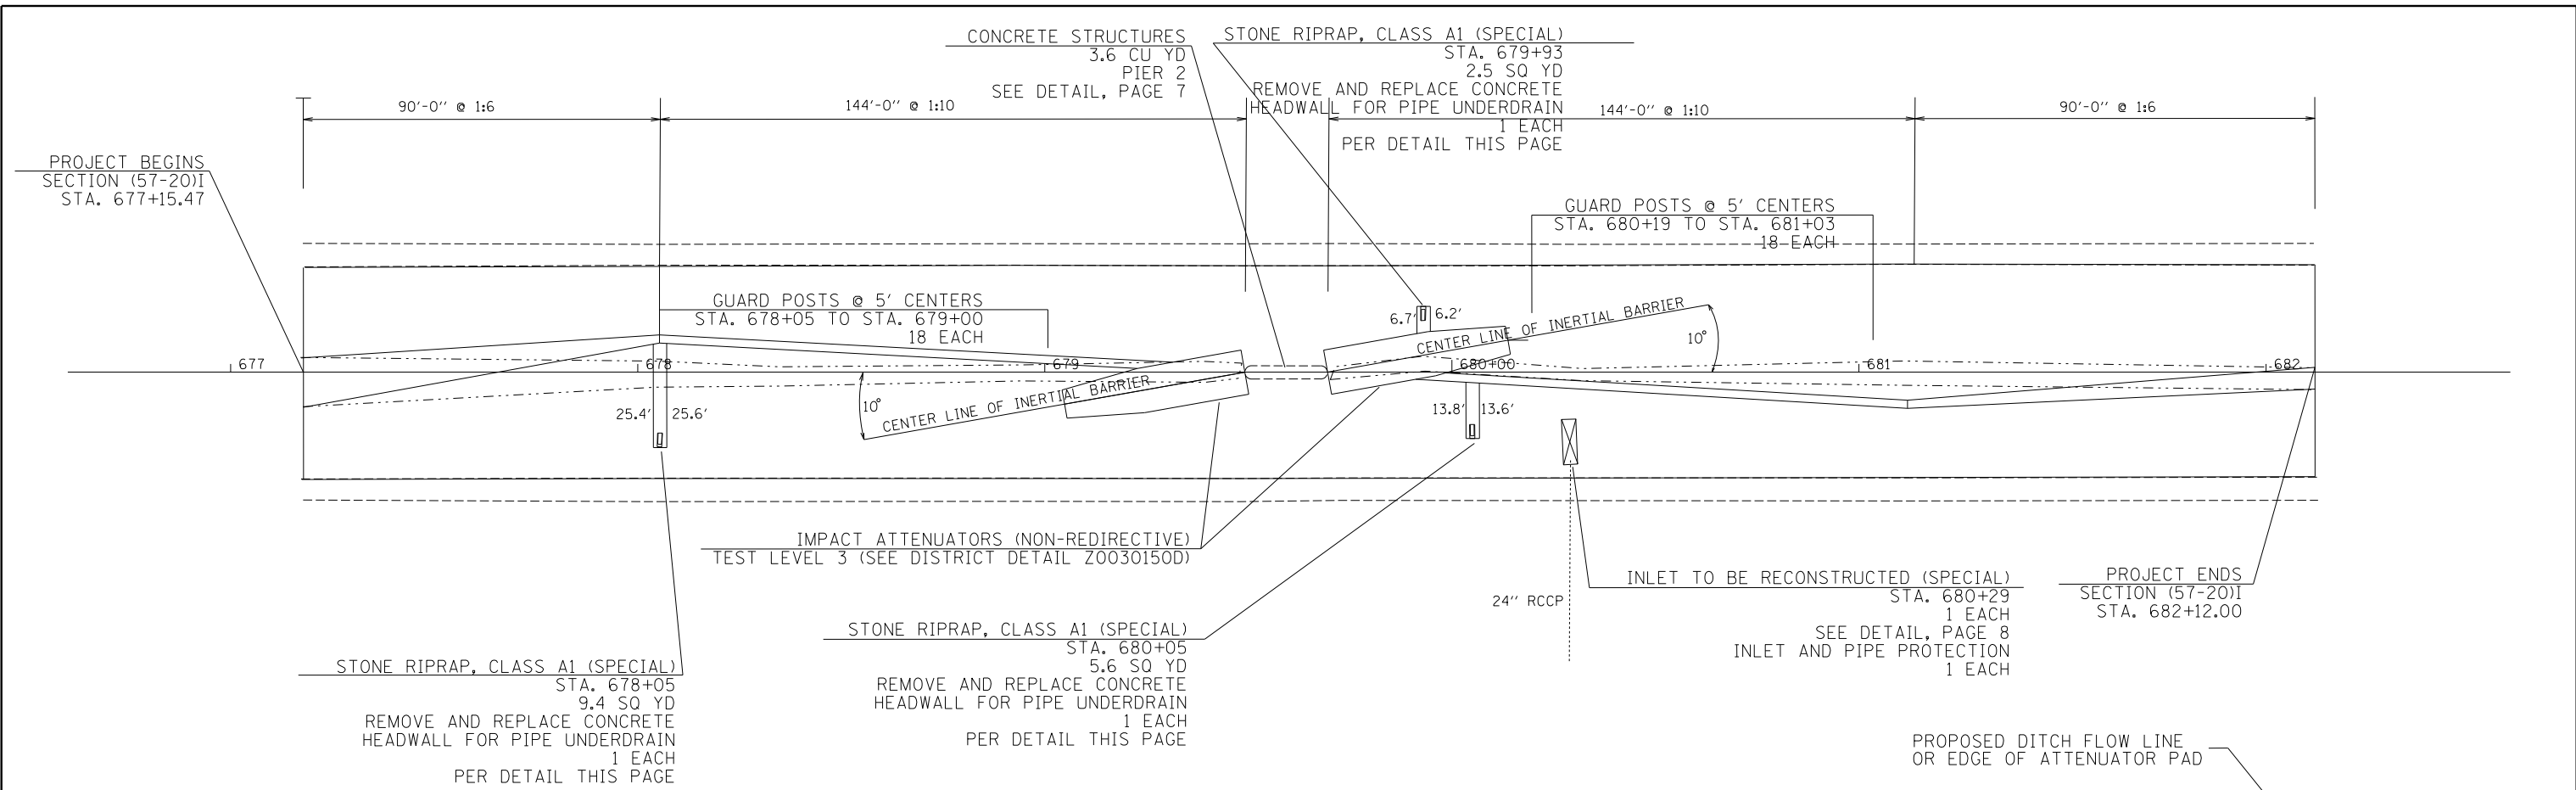 CONCRETE STRUCTURES
3.6 CU YD
PIER 2
SEE DETAIL, PAGE 7
STONE RIPRAP, CLASS A1 (SPECIAL)
STA. 679+93
2.5 SQ YD
REMOVE AND REPLACE CONCRETE
HEADWALL FOR PIPE UNDERDRAIN
1 EACH
PER DETAIL THIS PAGE
90'-0" @ 1:6
144'-0" @ 1:10
144'-0" @ 1:10
90'-0" @ 1:6
PROJECT BEGINS
SECTION (57-20)I
STA. 677+15.47
GUARD POSTS @ 5' CENTERS
STA. 680+19 TO STA. 681+03
18 EACH
GUARD POSTS @ 5' CENTERS
STA. 678+05 TO STA. 679+00
18 EACH
6.7'
6.2'
CENTER LINE OF INERTIAL BARRIER
10°
677
678
679
680+00
681
682
25.4'
25.6'
10°
CENTER LINE OF INERTIAL BARRIER
13.8'
13.6'
IMPACT ATTENUATORS (NON-REDIRECTIVE)
TEST LEVEL 3 (SEE DISTRICT DETAIL Z0030150D)
24" RCCP
INLET TO BE RECONSTRUCTED (SPECIAL)
STA. 680+29
1 EACH
SEE DETAIL, PAGE 8
INLET AND PIPE PROTECTION
1 EACH
PROJECT ENDS
SECTION (57-20)I
STA. 682+12.00
STONE RIPRAP, CLASS A1 (SPECIAL)
STA. 680+05
5.6 SQ YD
REMOVE AND REPLACE CONCRETE
HEADWALL FOR PIPE UNDERDRAIN
1 EACH
PER DETAIL THIS PAGE
STONE RIPRAP, CLASS A1 (SPECIAL)
STA. 678+05
9.4 SQ YD
REMOVE AND REPLACE CONCRETE
HEADWALL FOR PIPE UNDERDRAIN
1 EACH
PER DETAIL THIS PAGE
PROPOSED DITCH FLOW LINE
OR EDGE OF ATTENUATOR PAD